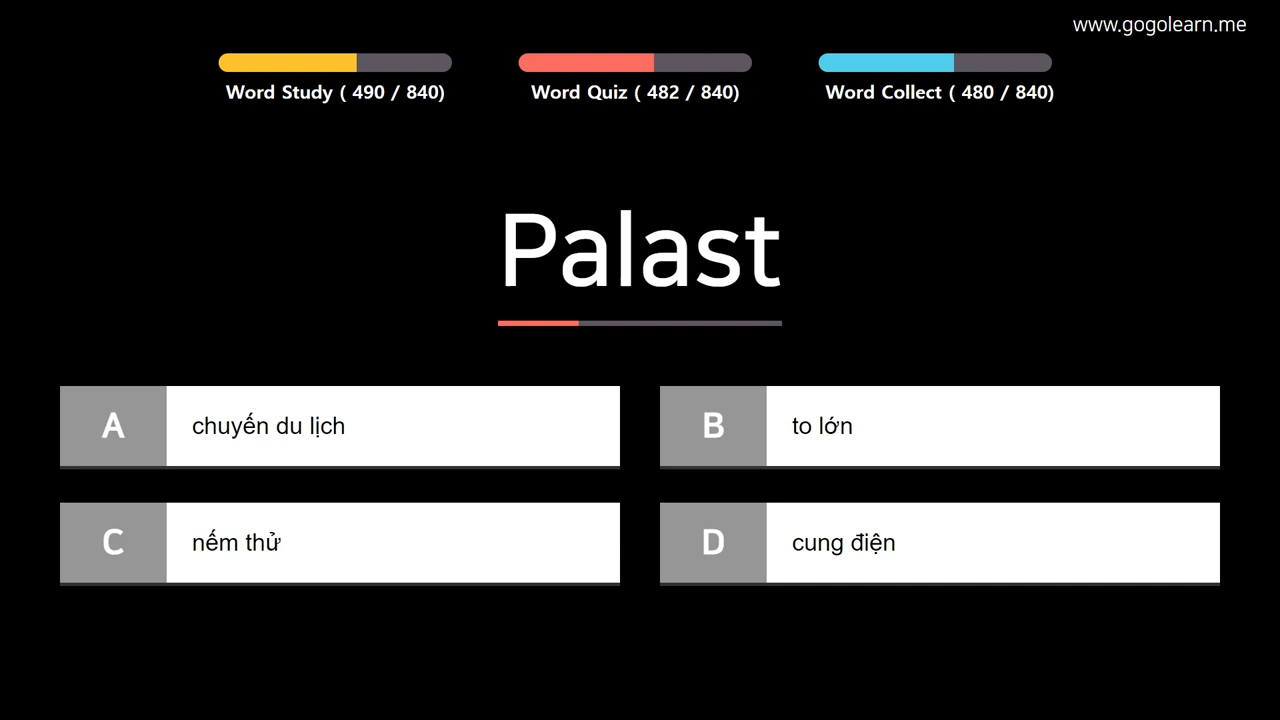 www.gogolearn.me
Word Study ( 490 / 840)
Word Quiz ( 482 / 840)
Word Collect ( 480 / 840)
Palast
A chuyến du lịch
B to lớn
C nếm thử
D cung điện